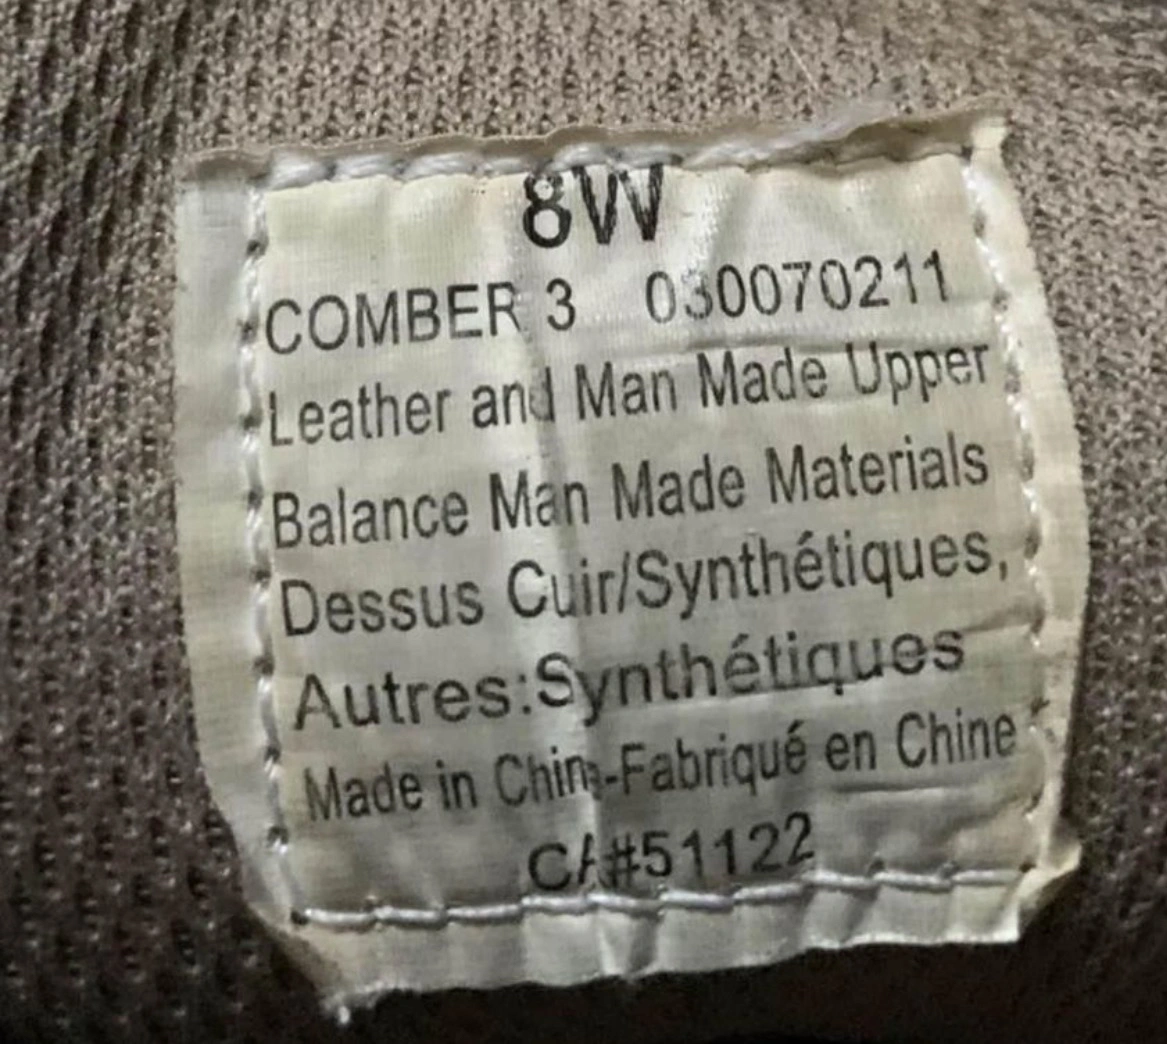 8W
COMBER 3 030070211
Leather and Man Made Upper
Balance Man Made Materials
Dessus Cuir/Synthétiques,
Autres:Synthétiques
Made in China-Fabriqué en Chine
CA#51122